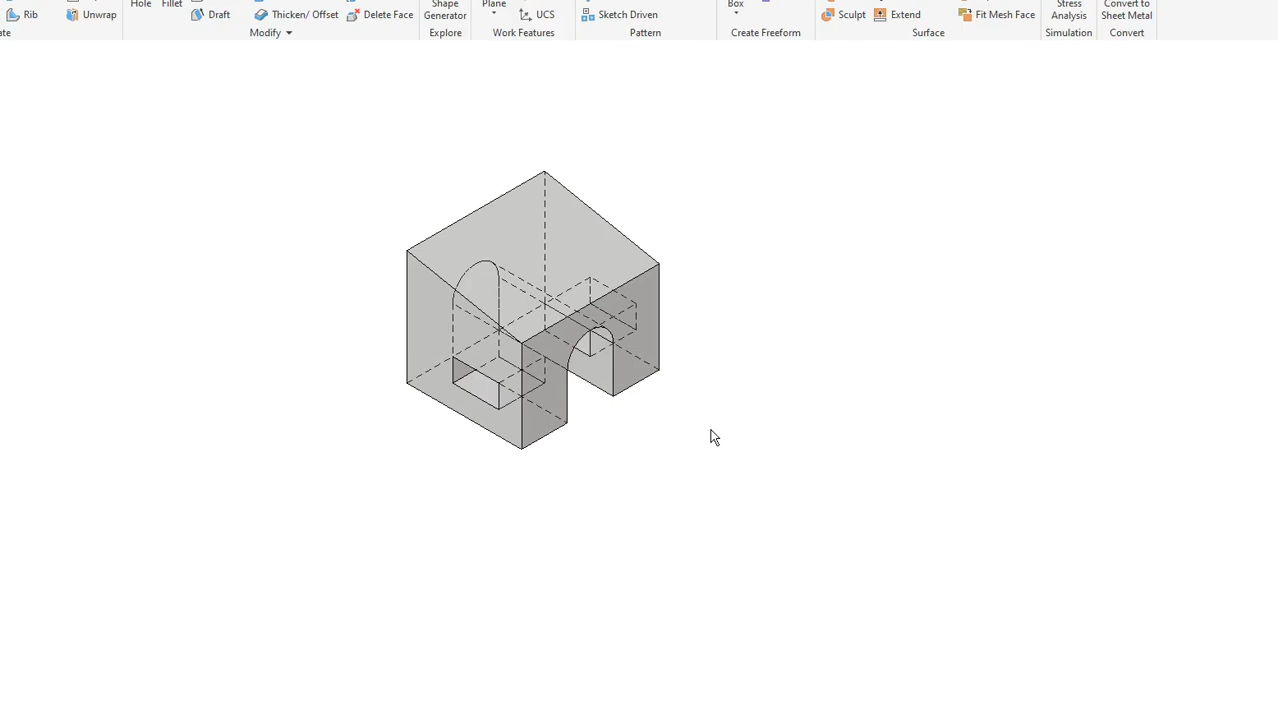 Hole Fillet
Shape Plane Box Stress Convert to
Rib Unwrap Draft Thicken/ Offset Delete Face Generator UCS Sketch Driven Sculpt Extend Fit Mesh Face Analysis Sheet Metal
ate Modify Explore Work Features Pattern Create Freeform Surface Simulation Convert